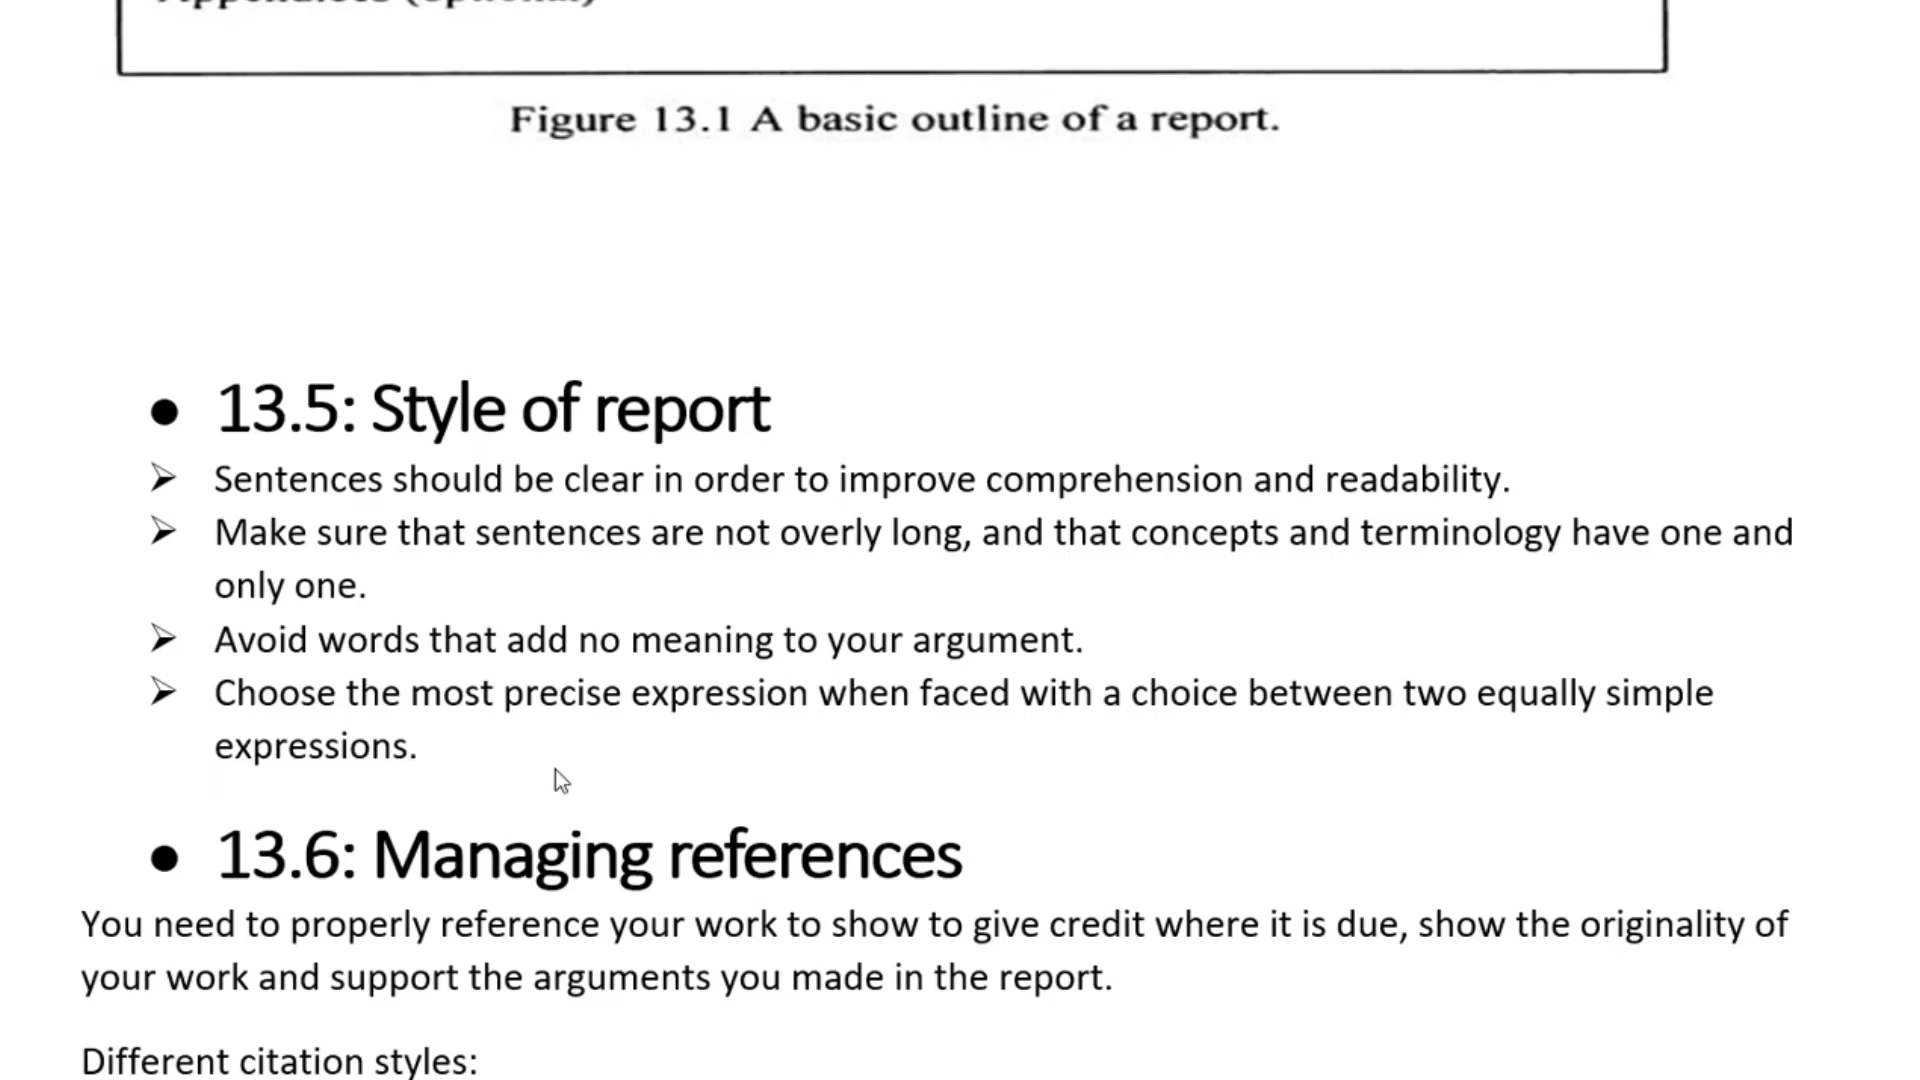 Appendices (optional)
Figure 13.1 A basic outline of a report.
• 13.5: Style of report
➢ Sentences should be clear in order to improve comprehension and readability.
➢ Make sure that sentences are not overly long, and that concepts and terminology have one and
only one.
➢ Avoid words that add no meaning to your argument.
➢ Choose the most precise expression when faced with a choice between two equally simple
expressions.
• 13.6: Managing references
You need to properly reference your work to show to give credit where it is due, show the originality of
your work and support the arguments you made in the report.
Different citation styles: